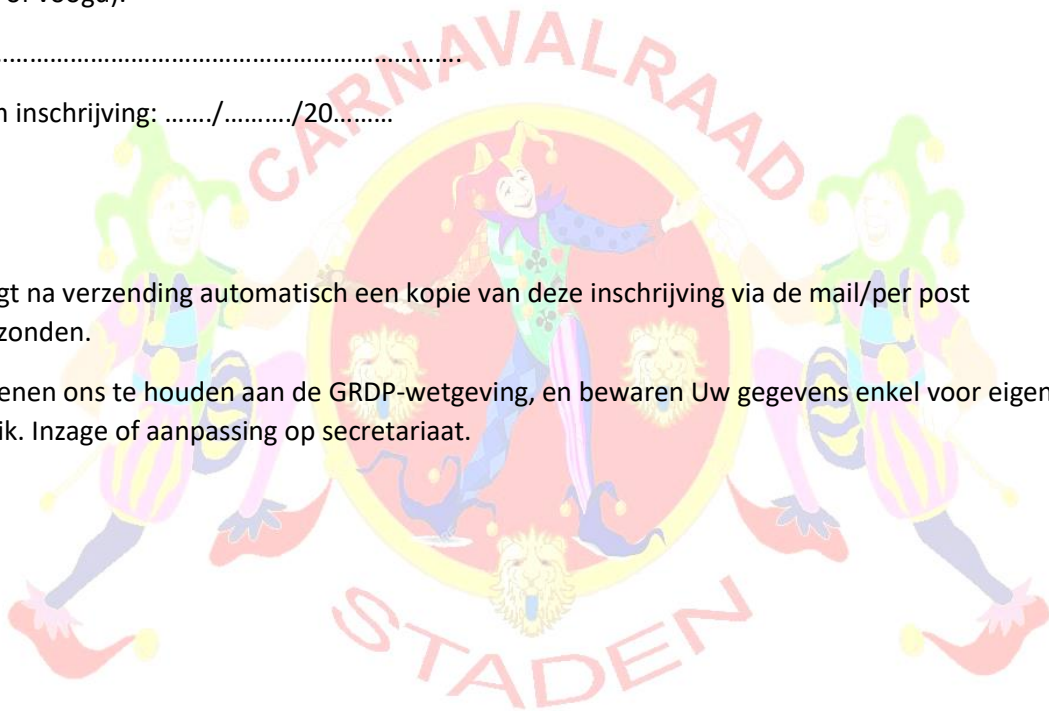 of voogd).
………………………………………………………………….
n inschrijving: ……./………./20………
CARNAVALRAAD
gt na verzending automatisch een kopie van deze inschrijving via de mail/per post
zonden.
enen ons te houden aan de GRDP-wetgeving, en bewaren Uw gegevens enkel voor eigen
ik. Inzage of aanpassing op secretariaat.
STADEN